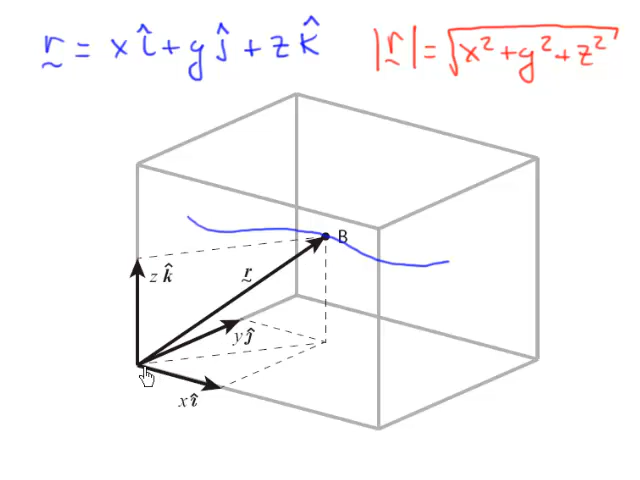 r̰ = x î + y ĵ + z k̂
|r̰| = √x² + y² + z²
B
z k̂
r̰
y ĵ
x î